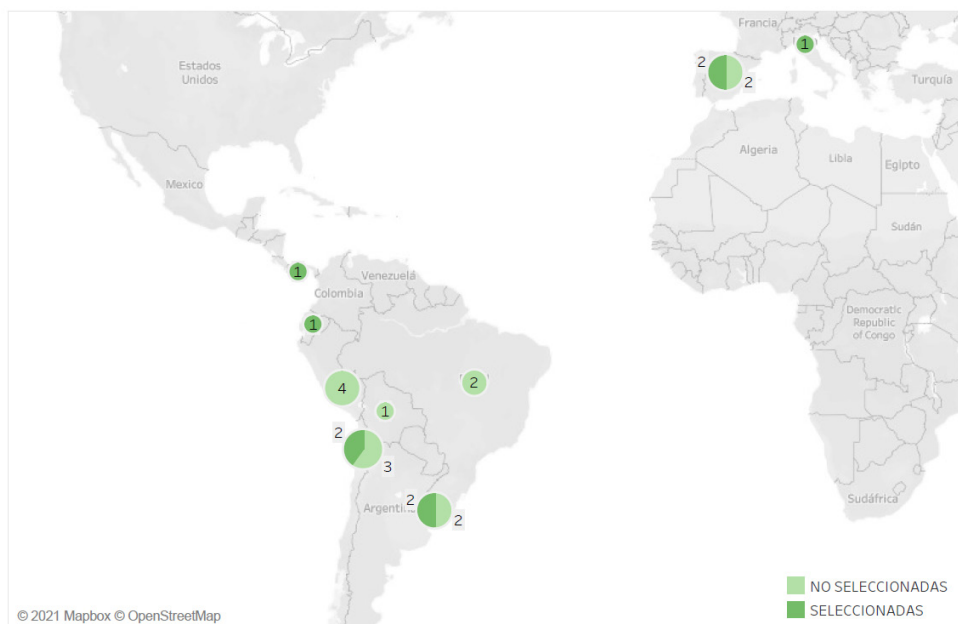 Francia
1
Estados
Unidos
2
2
Turquía
Argelia
Libia
Egipto
Mexico
Sudán
1
Venezuela
Colombia
1
Democratic
Republic
of Congo
4
2
1
2
3
2
Argentina
2
Sudáfrica
NO SELECCIONADAS
SELECCIONADAS
© 2021 Mapbox © OpenStreetMap